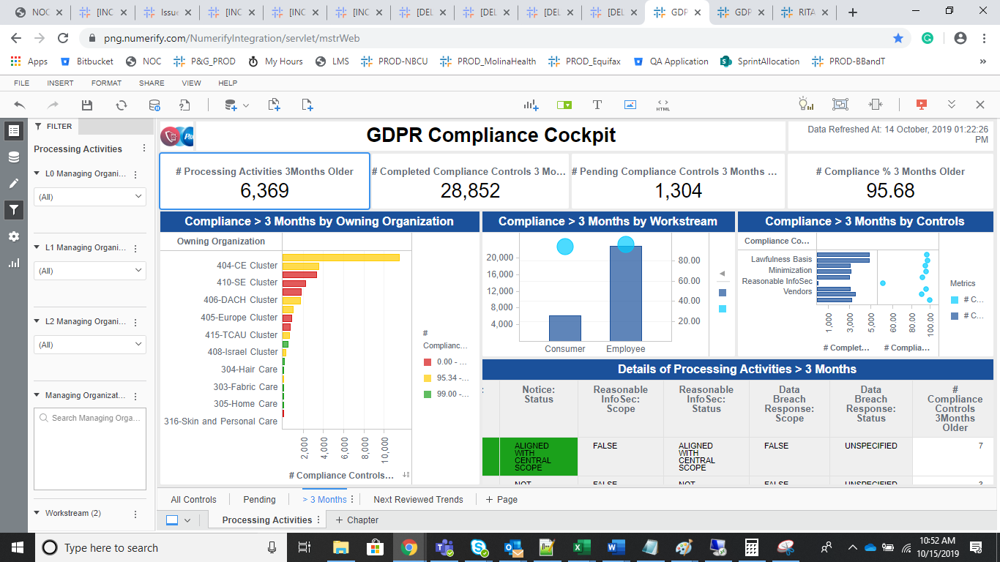 NOC
[INC
Issue
[INC
[INC
[INC
[DEL
[DEL
[DEL
[DEL
GDP
GDP
RITA
png.numerify.com/NumerifyIntegration/servlet/mstrWeb
Apps
Bitbucket
NOC
P&G_PROD
My Hours
LMS
PROD-NBCU
PROD_MolinaHealth
PROD_Equifax
QA Application
SprintAllocation
PROD-BBandT
FILE
INSERT
FORMAT
SHARE
VIEW
HELP
HTML
FILTER
Processing Activities
L0 Managing Organi...
(All)
L1 Managing Organi...
(All)
L2 Managing Organi...
(All)
Managing Organizat...
Search Managing Orga...
Workstream (2)
GDPR Compliance Cockpit
Data Refreshed At: 14 October, 2019 01:22:26
PM
# Processing Activities 3Months Older
6,369
# Completed Compliance Controls 3 Mo...
28,852
# Pending Compliance Controls 3 Months ...
1,304
# Compliance % 3 Months Older
95.68
Compliance > 3 Months by Owning Organization
Owning Organization
404-CE Cluster
410-SE Cluster
406-DACH Cluster
405-Europe Cluster
415-TCAU Cluster
408-Israel Cluster
304-Hair Care
303-Fabric Care
305-Home Care
316-Skin and Personal Care
2,000
4,000
6,000
8,000
10,000
# Compliance Controls...
#
Complianc...
0.00 - ...
95.34 -...
99.00 -...
Compliance > 3 Months by Workstream
20,000
16,000
12,000
8,000
4,000
80.00
60.00
40.00
20.00
Consumer
Employee
Compliance > 3 Months by Controls
Compliance Co...
Lawfulness Basis
Minimization
Reasonable InfoSec
Vendors
1,000
3,000
5,000
60.00
80.00
100.00
# Complet...
# Complia...
Metrics
# C...
# C...
Details of Processing Activities > 3 Months
Notice:
Status
Reasonable
InfoSec:
Scope
Reasonable
InfoSec:
Status
Data
Breach
Response:
Scope
Data
Breach
Response:
Status
#
Compliance
Controls
3Months
Older
ALIGNED
WITH
CENTRAL
SCOPE
FALSE
ALIGNED
WITH
CENTRAL
SCOPE
FALSE
UNSPECIFIED
7
NOT
FALSE
NOT
FALSE
UNSPECIFIED
3
All Controls
Pending
> 3 Months
Next Reviewed Trends
+ Page
Processing Activities
+ Chapter
Type here to search
10:52 AM
10/15/2019